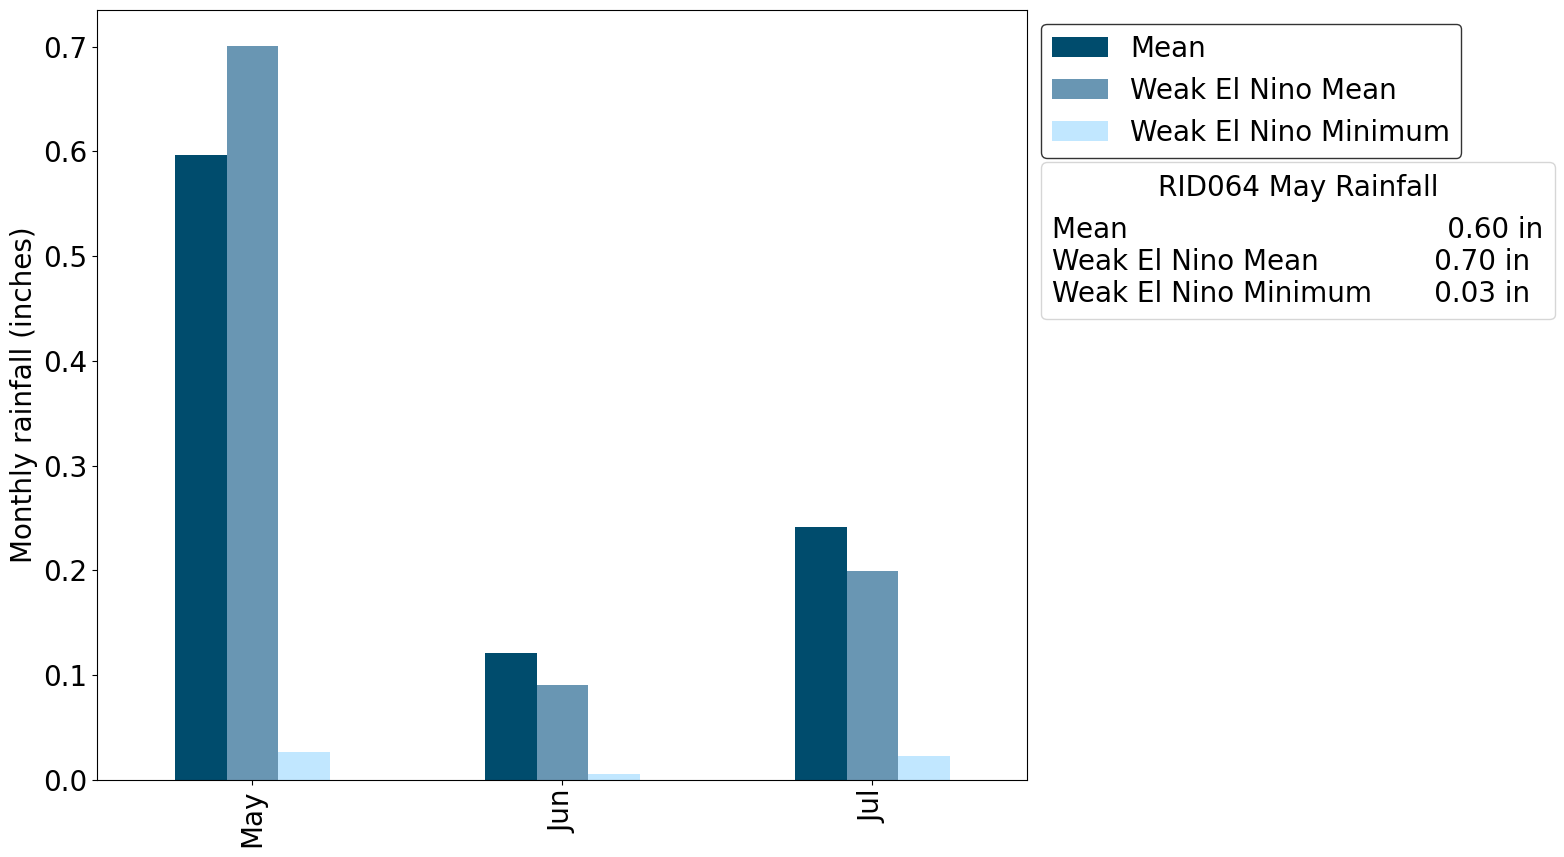 Monthly rainfall (inches)
0.7
0.6
0.5
0.4
0.3
0.2
0.1
0.0
May
Jun
Jul
Mean
Weak El Nino Mean
Weak El Nino Minimum
RID064 May Rainfall
Mean 0.60 in
Weak El Nino Mean 0.70 in
Weak El Nino Minimum 0.03 in